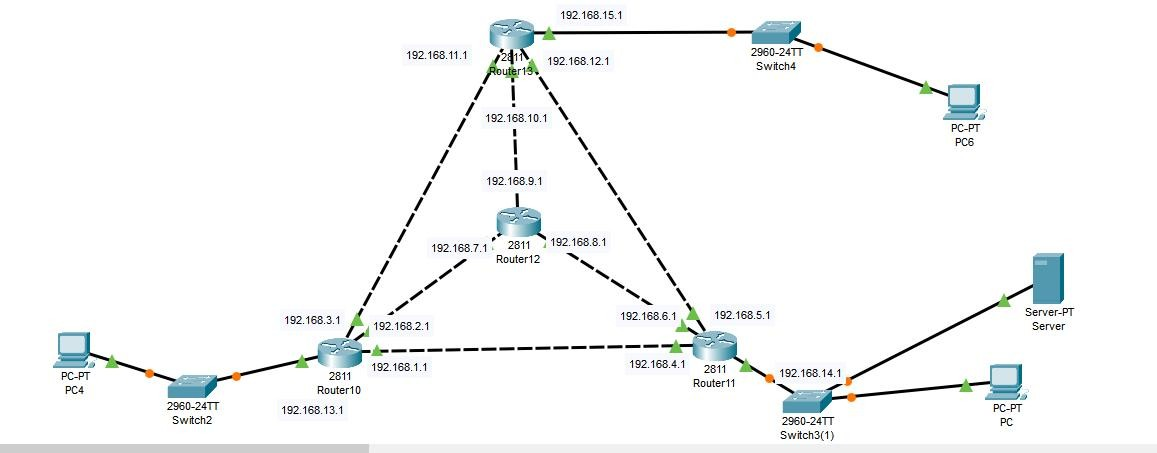 192.168.15.1
2811
Router13
2960-24TT
Switch4
192.168.11.1
192.168.12.1
192.168.10.1
PC-PT
PC6
192.168.9.1
2811
Router12
192.168.7.1
192.168.8.1
Server-PT
Server
192.168.3.1
192.168.2.1
192.168.6.1
192.168.5.1
PC-PT
PC4
2811
Router10
192.168.1.1
192.168.4.1
2811
Router11
192.168.14.1
PC-PT
PC
2960-24TT
Switch2
192.168.13.1
2960-24TT
Switch3(1)